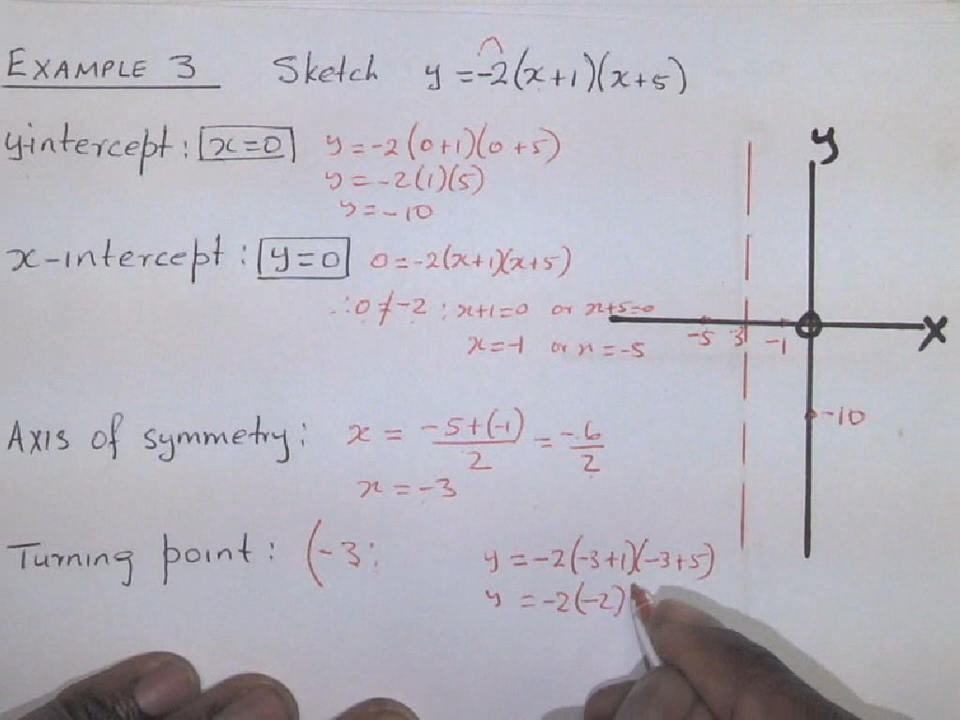 EXAMPLE 3 Sketch y = -2(x+1)(x+5)
y-intercept: x=0 y = -2(0+1)(0+5)
y = -2(1)(5)
y = -10
x-intercept: y=0 0 = -2(x+1)(x+5)
∴ 0 ≠ -2 ; x+1=0 or x+5=0
x = -1 or x = -5
Axis of symmetry: x = (-5+(-1))/2 = -6/2
x = -3
Turning point: (-3; y = -2(-3+1)(-3+5)
y = -2(-2)
y
-5 3 -1 x
-10